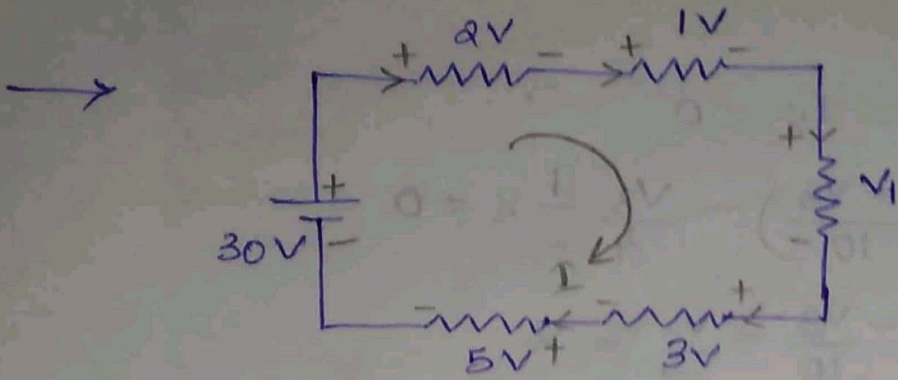 2V 1V
+ - + -
+
V1
-
+
30V -
I
- + - +
5V 3V